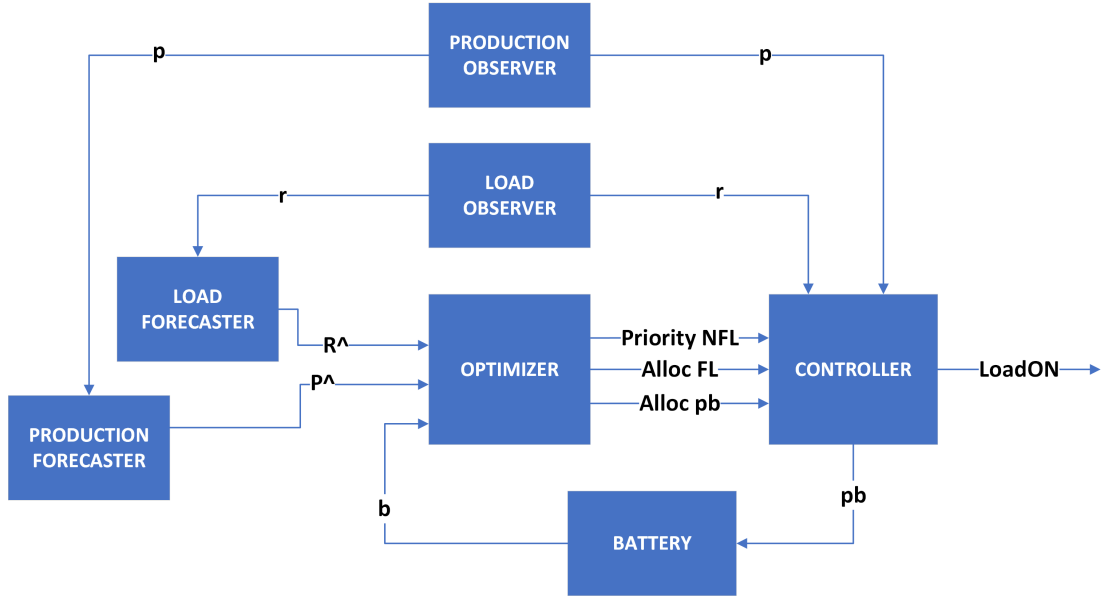 PRODUCTION
OBSERVER
p
p
LOAD
OBSERVER
r
r
LOAD
FORECASTER
R^
P^
PRODUCTION
FORECASTER
OPTIMIZER
Priority NFL
Alloc FL
Alloc pb
CONTROLLER
LoadON
pb
b
BATTERY